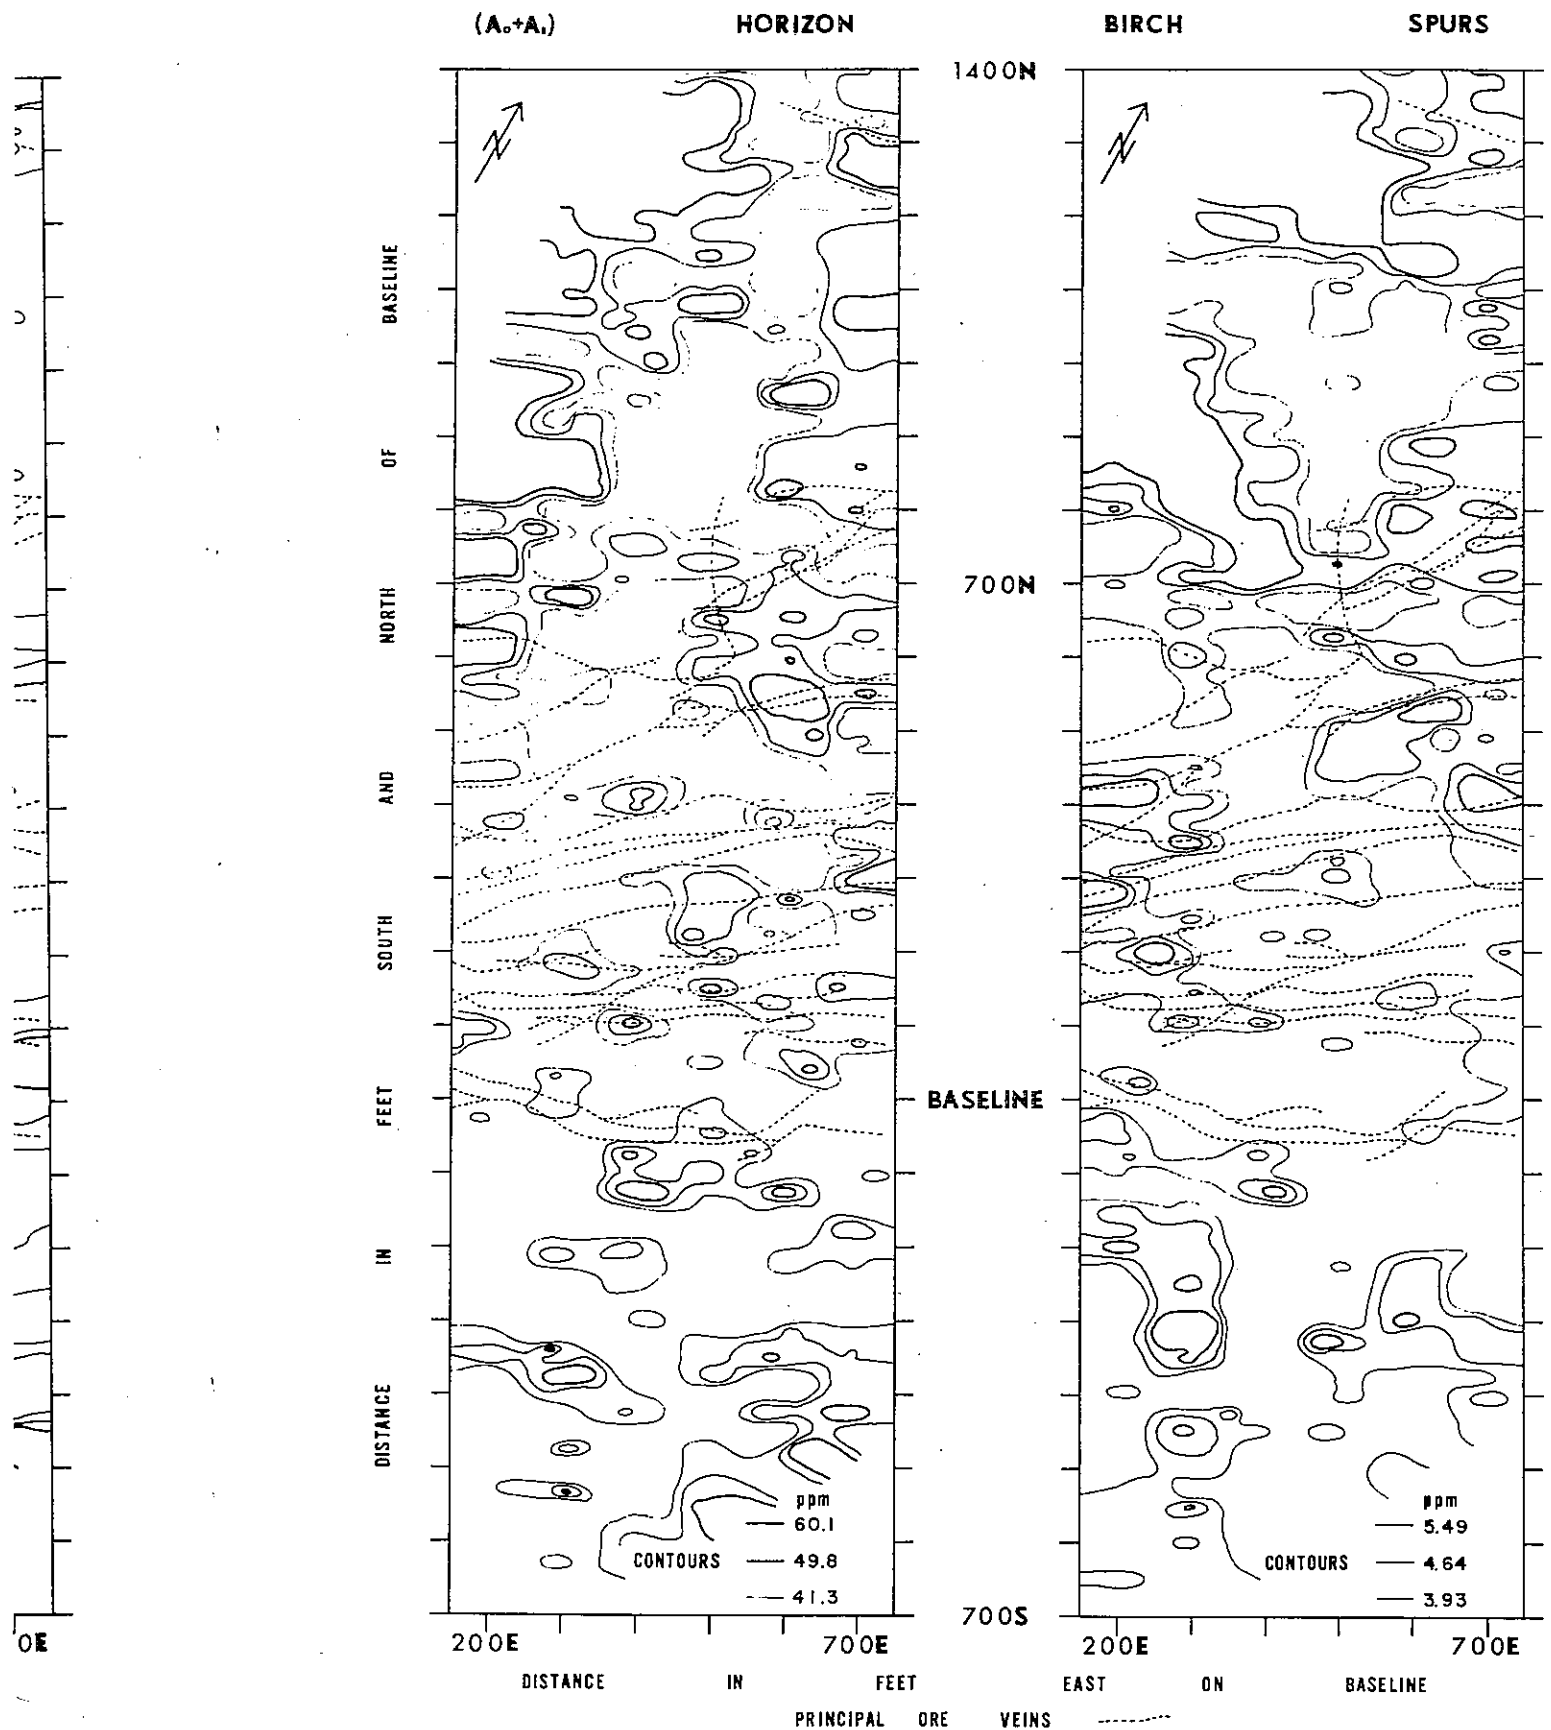 (A₀+A₁) HORIZON BIRCH SPURS
1400N
N N
BASELINE
OF
NORTH
700N
AND
SOUTH
FEET
BASELINE
IN
DISTANCE
ppm ppm
60.1 5.49
CONTOURS 49.8 CONTOURS 4.64
41.3 3.93
700S
0E 200E 700E 200E 700E
DISTANCE IN FEET EAST ON BASELINE
PRINCIPAL ORE VEINS